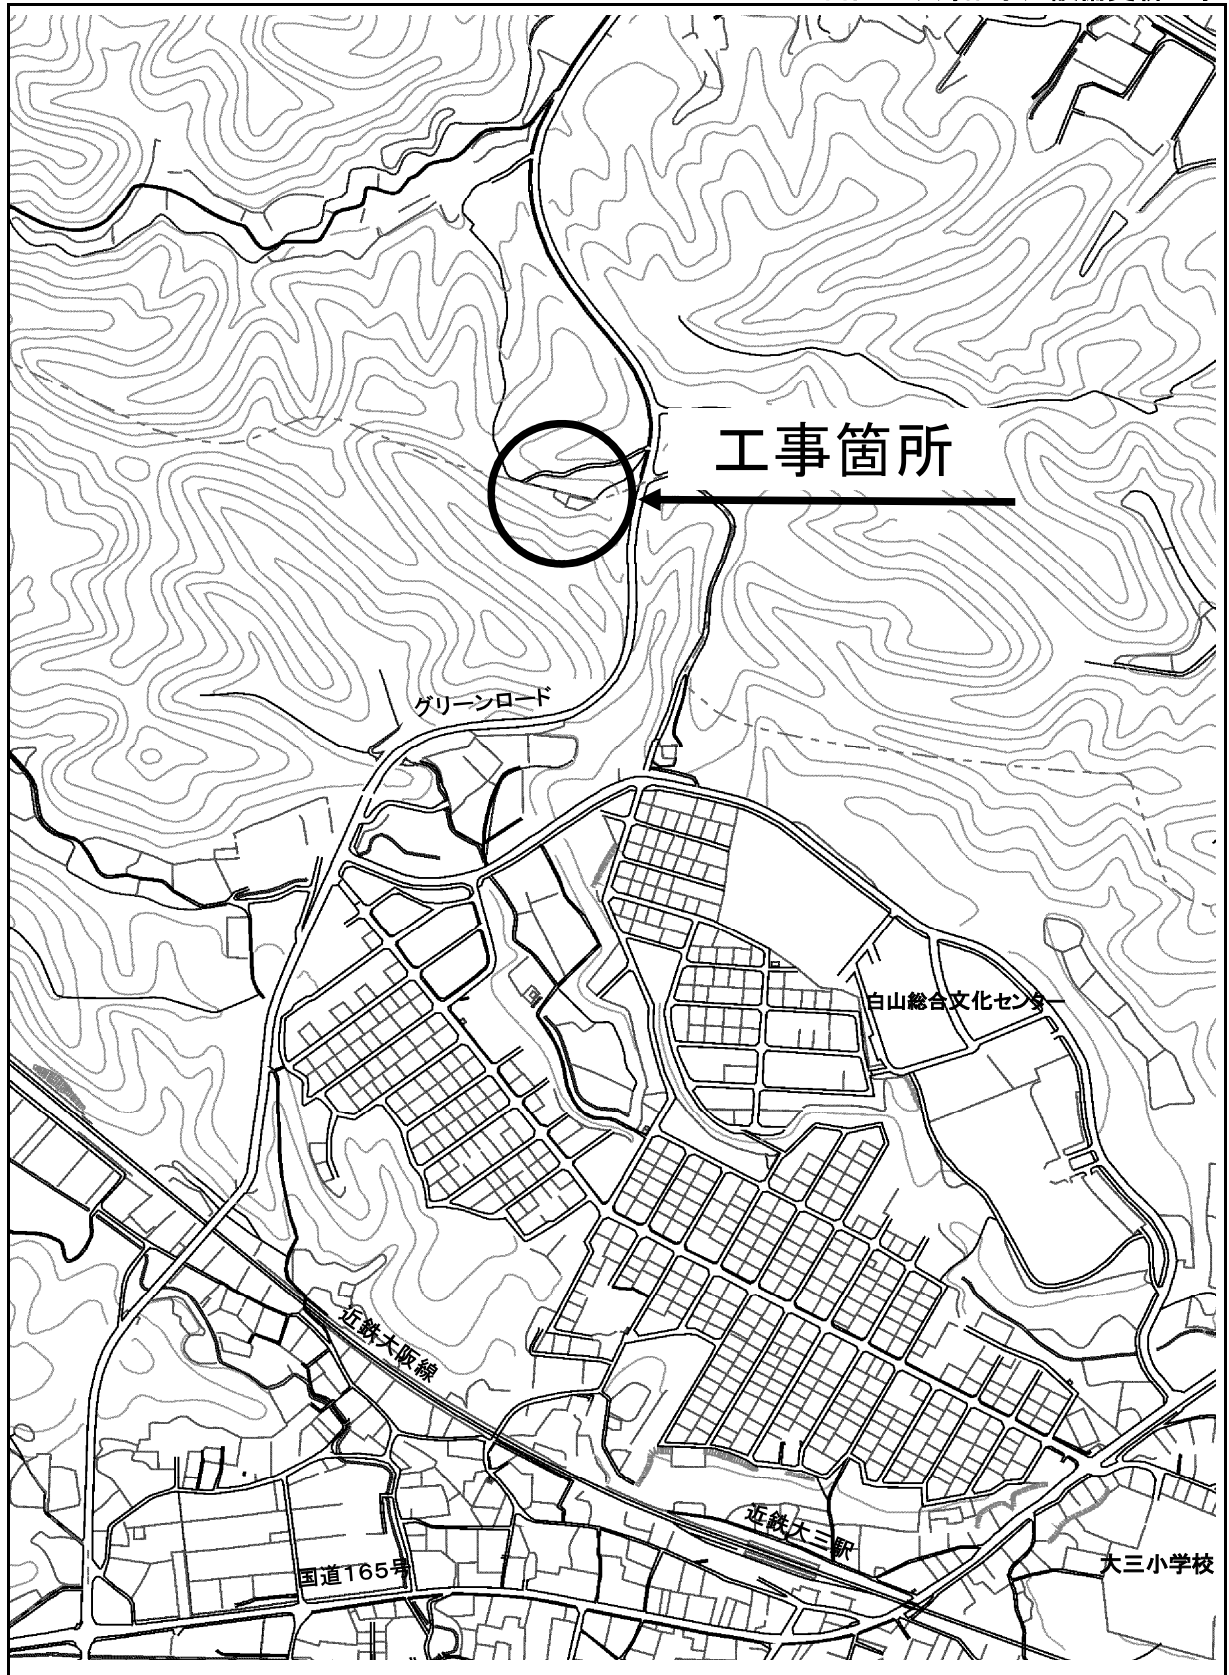 工事箇所
グリーンロード
白山総合文化センター
近鉄大阪線
近鉄大三駅
国道165号
大三小学校